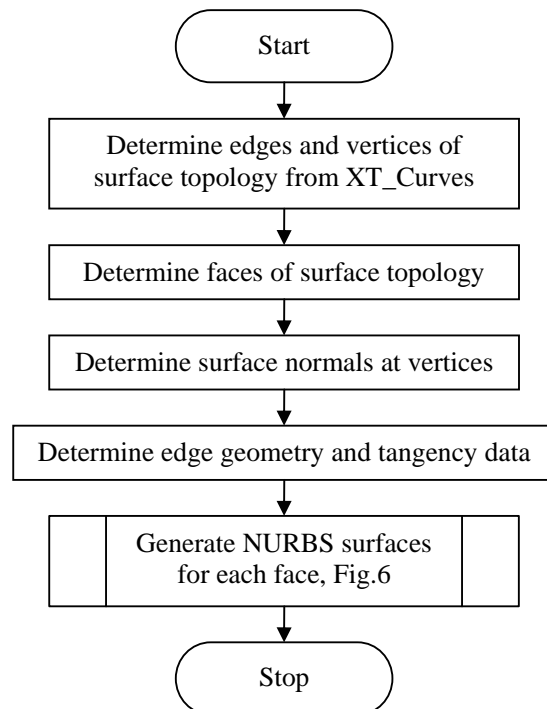 Start
Determine edges and vertices of
surface topology from XT_Curves
Determine faces of surface topology
Determine surface normals at vertices
Determine edge geometry and tangency data
Generate NURBS surfaces
for each face, Fig.6
Stop